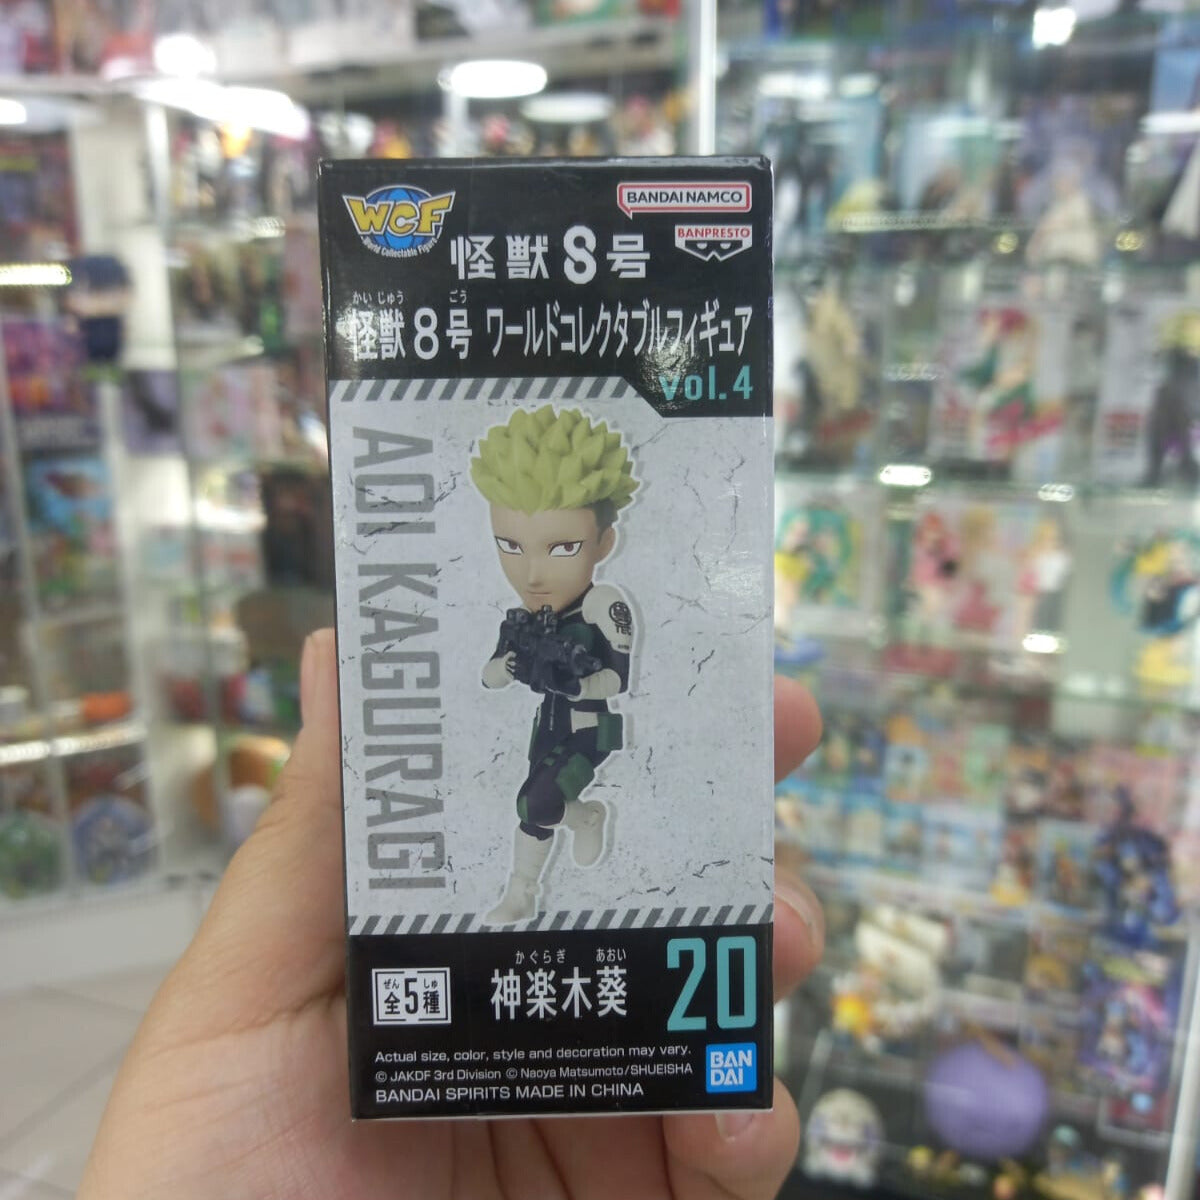 WCF
World Collectable Figure
BANDAI NAMCO
BANPRESTO
怪獣8号
かいじゅう ごう
怪獣8号 ワールドコレクタブルフィギュア
vol.4
AOI KAGURAGI
ぜん しゅ
全5種
かぐらぎ あおい
神楽木葵
20
Actual size, color, style and decoration may vary.
© JAKDF 3rd Division © Naoya Matsumoto/SHUEISHA
BANDAI SPIRITS MADE IN CHINA
BAN
DAI